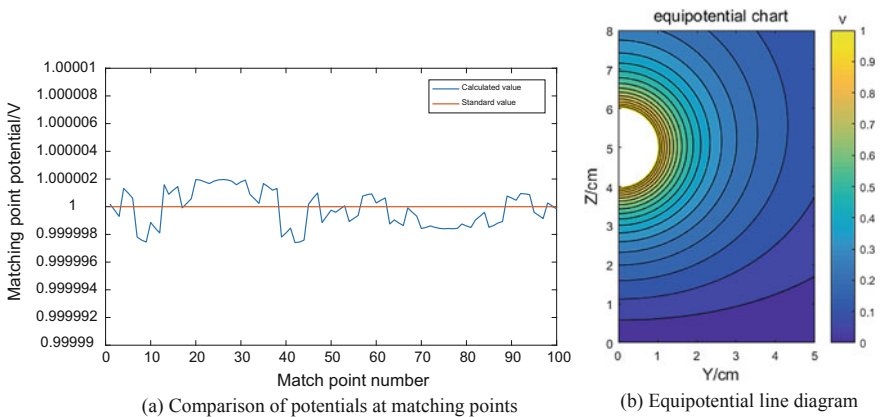 1.00001
1.000008
1.000006
1.000004
1.000002
1
0.999998
0.999996
0.999994
0.999992
0.99999
Matching point potential/V
Calculated value
Standard value
0 10 20 30 40 50 60 70 80 90 100
Match point number
(a) Comparison of potentials at matching points
equipotential chart
v
8
7
6
5
4
3
2
1
0
Z/cm
0 1 2 3 4 5
Y/cm
1
0.9
0.8
0.7
0.6
0.5
0.4
0.3
0.2
0.1
0
(b) Equipotential line diagram